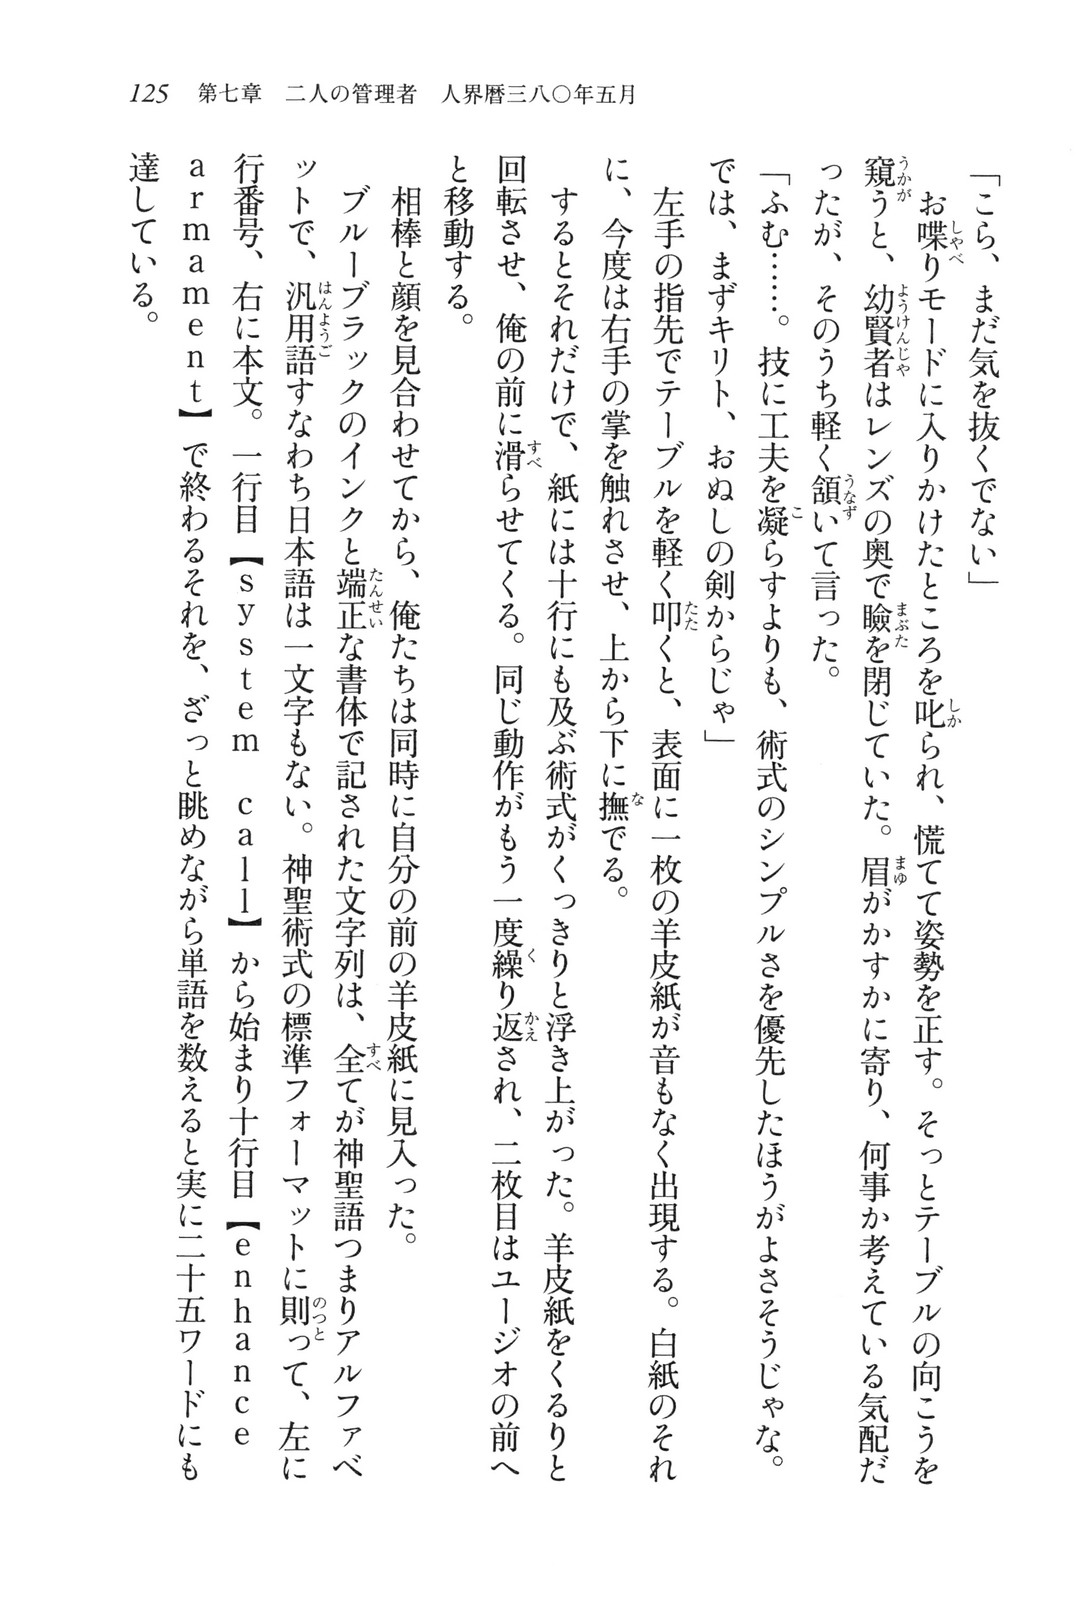 125　第七章　二人の管理者　人界暦三八〇年五月
「こら、まだ気を抜くでない」
　お喋りモードに入りかけたところを叱られ、慌てて姿勢を正す。そっとテーブルの向こうを
窺うと、幼賢者はレンズの奥で瞼を閉じていた。眉がかすかに寄り、何事か考えている気配だ
ったが、そのうち軽く頷いて言った。
「ふむ……。技に工夫を凝らすよりも、術式のシンプルさを優先したほうがよさそうじゃな。
では、まずキリト、おぬしの剣からじゃ」
　左手の指先でテーブルを軽く叩くと、表面に一枚の羊皮紙が音もなく出現する。白紙のそれ
に、今度は右手の掌を触れさせ、上から下に撫でる。
　するとそれだけで、紙には十行にも及ぶ術式がくっきりと浮き上がった。羊皮紙をくるりと
回転させ、俺の前に滑らせてくる。同じ動作がもう一度繰り返され、二枚目はユージオの前へ
と移動する。
　相棒と顔を見合わせてから、俺たちは同時に自分の前の羊皮紙に見入った。
　ブルーブラックのインクと端正な書体で記された文字列は、全てが神聖語つまりアルファベ
ットで、汎用語すなわち日本語は一文字もない。神聖術式の標準フォーマットに則って、左に
行番号、右に本文。一行目【system call】から始まり十行目【enhance
armament】で終わるそれを、ざっと眺めながら単語を数えると実に二十五ワードにも
達している。